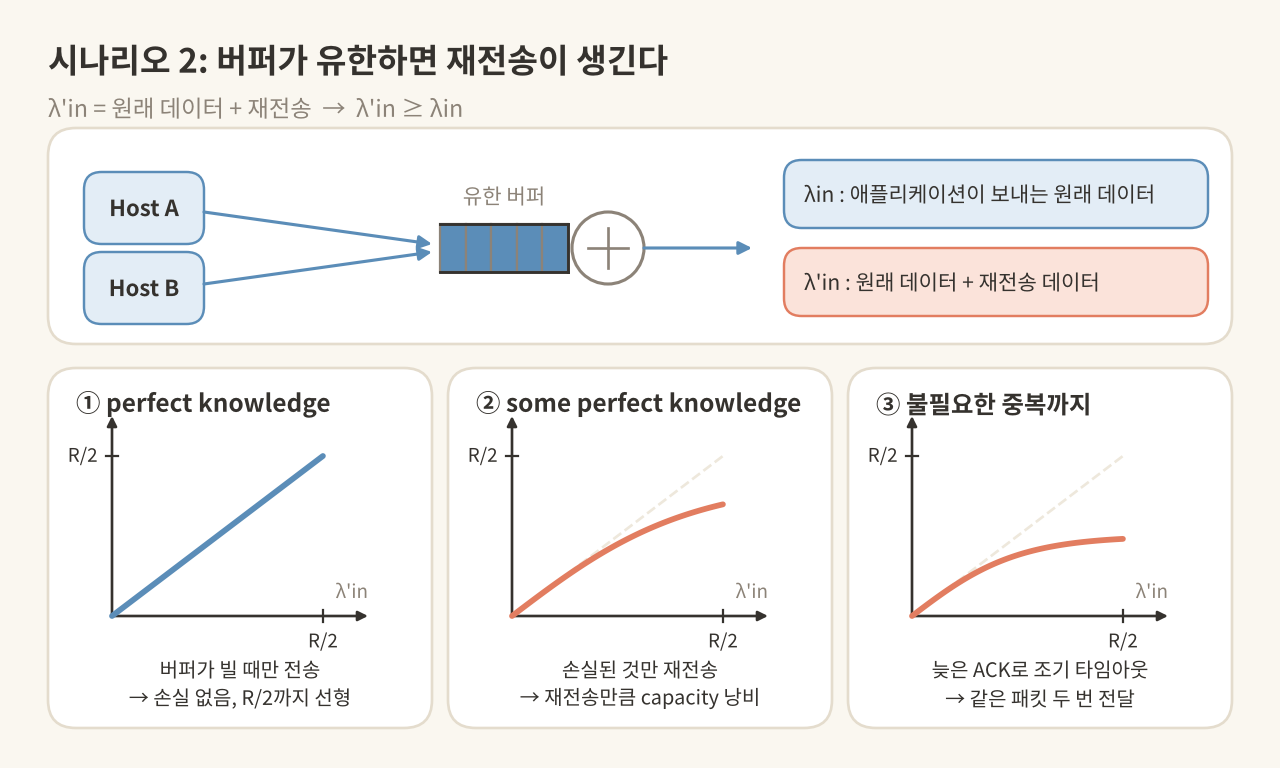 시나리오 2: 버퍼가 유한하면 재전송이 생긴다
λ'in = 원래 데이터 + 재전송 → λ'in ≥ λin
Host A
Host B
유한 버퍼
λin : 애플리케이션이 보내는 원래 데이터
λ'in : 원래 데이터 + 재전송 데이터
① perfect knowledge
R/2
λ'in
R/2
버퍼가 빌 때만 전송
→ 손실 없음, R/2까지 선형
② some perfect knowledge
R/2
λ'in
R/2
손실된 것만 재전송
→ 재전송만큼 capacity 낭비
③ 불필요한 중복까지
R/2
λ'in
R/2
늦은 ACK로 조기 타임아웃
→ 같은 패킷 두 번 전달